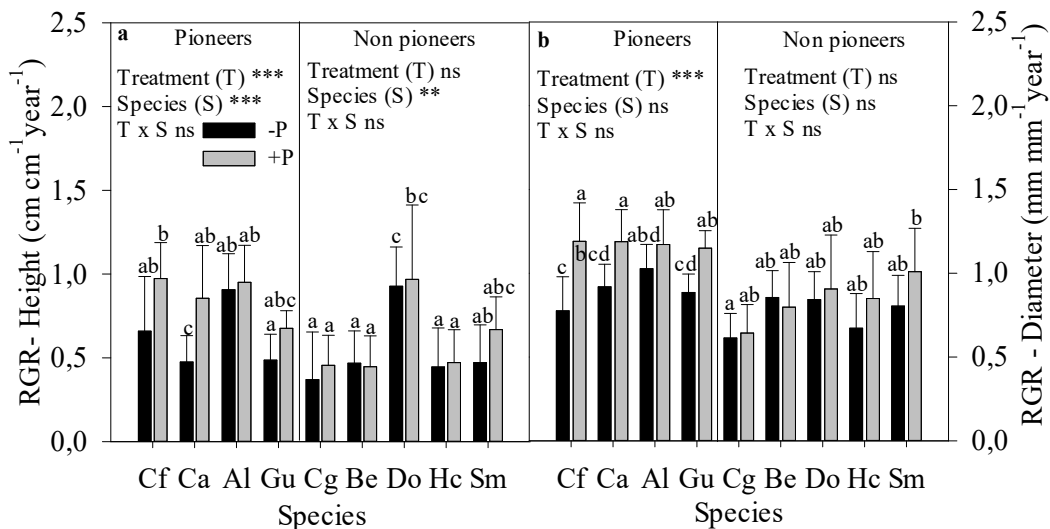 a Pioneers Non pioneers
Treatment (T) ***
Species (S) ***
T x S ns
-P
+P
Treatment (T) ns
Species (S) **
T x S ns
RGR- Height (cm cm⁻¹ year⁻¹)
2,5
2,0
1,5
1,0
0,5
0,0
ab b c ab ab ab a abc a a a a c bc a a ab abc
Cf Ca Al Gu Cg Be Do Hc Sm
Species
b Pioneers Non pioneers
Treatment (T) ***
Species (S) ns
T x S ns
Treatment (T) ns
Species (S) ns
T x S ns
c a bcd a abd ab cd ab a ab ab ab ab ab a ab ab b
Cf Ca Al Gu Cg Be Do Hc Sm
Species
2,5
2,0
1,5
1,0
0,5
0,0
RGR - Diameter (mm mm⁻¹ year⁻¹)